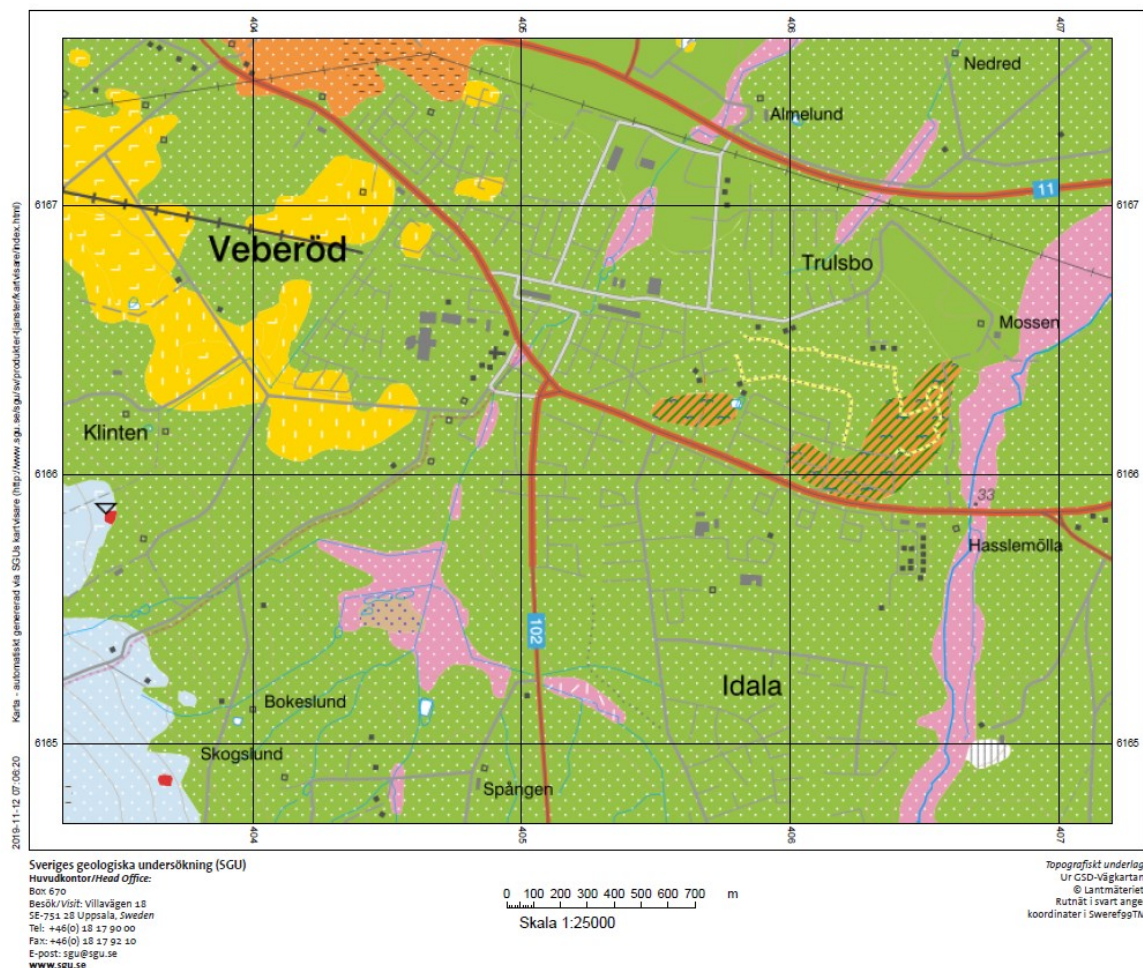 404
405
406
407
Nedred
Almelund
11
6167
6167
Veberöd
Trulsbo
Mossen
Klinten
6166
6166
33
Hasslemölla
102
Idala
Bokeslund
6165
6165
Skogslund
Spången
404
405
406
407
2019-11-12 07:06:20 Karta - automatiskt genererad via SGUs kartvisare (http://www.sgu.se/sgu/sv/produkter-tjanster/kartvisare/index.html)
Sveriges geologiska undersökning (SGU)
Huvudkontor/Head Office:
Box 670
Besök/Visit: Villavägen 18
SE-751 28 Uppsala, Sweden
Tel: +46(0) 18 17 90 00
Fax: +46(0) 18 17 92 10
E-post: sgu@sgu.se
www.sgu.se
0 100 200 300 400 500 600 700 m
Skala 1:25000
Topografiskt underlag
Ur GSD-Vägkartan
© Lantmäteriet
Rutnät i svart anger
koordinater i Sweref99TM